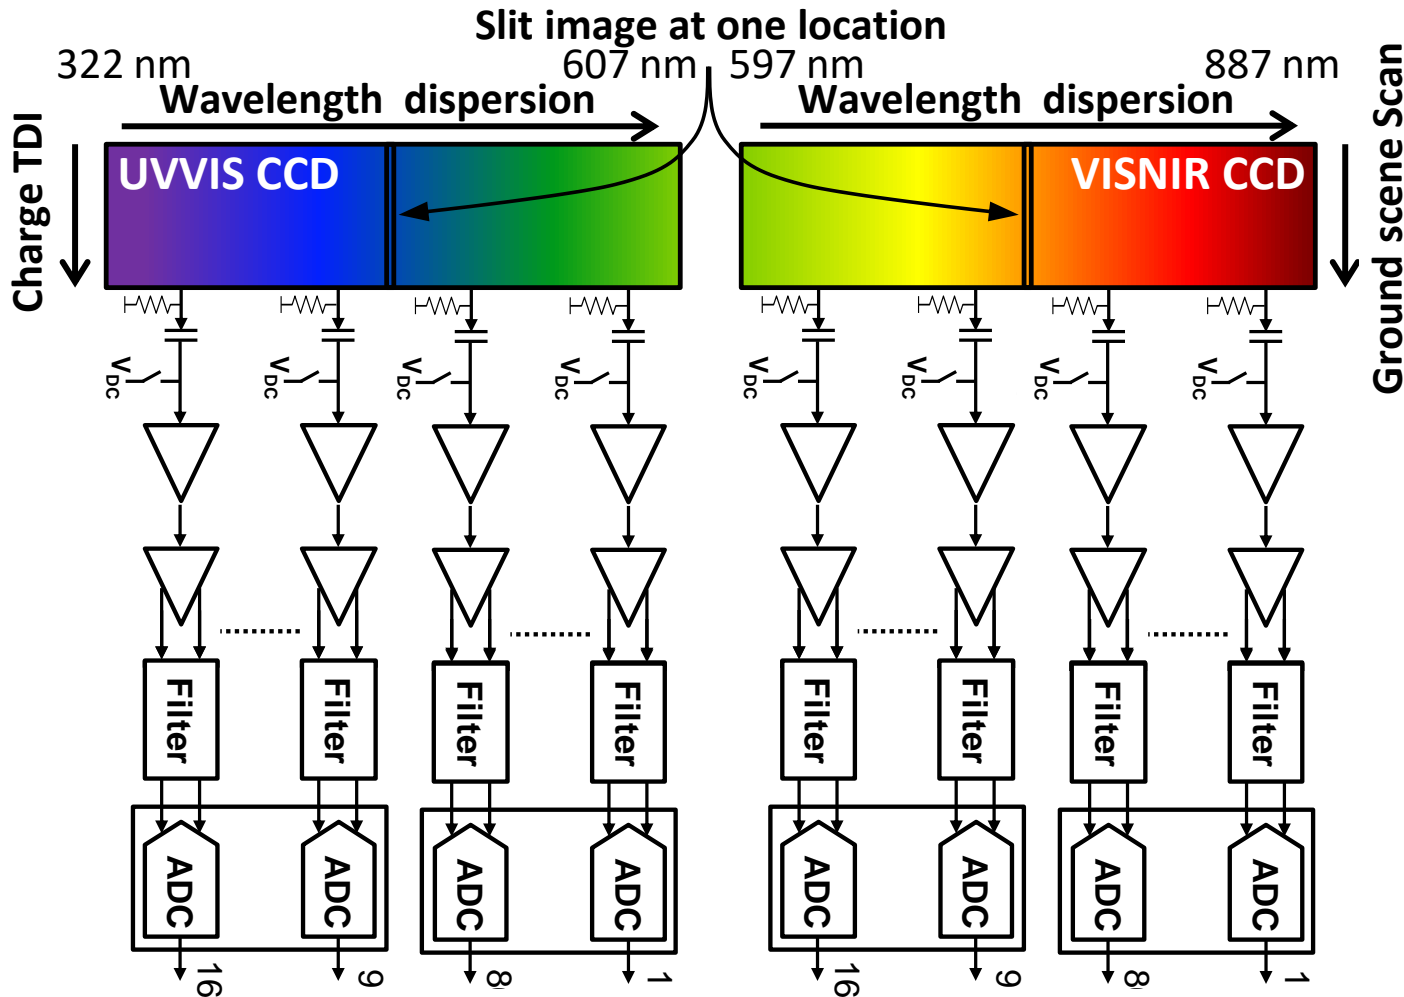 Slit image at one location
322 nm
607 nm
597 nm
887 nm
Wavelength dispersion
Wavelength dispersion
Charge TDI
UVVIS CCD
VISNIR CCD
Ground scene Scan
VDC
VDC
VDC
VDC
VDC
VDC
VDC
VDC
Filter
Filter
Filter
Filter
Filter
Filter
Filter
Filter
ADC
ADC
ADC
ADC
ADC
ADC
ADC
ADC
16
9
8
1
16
9
8
1